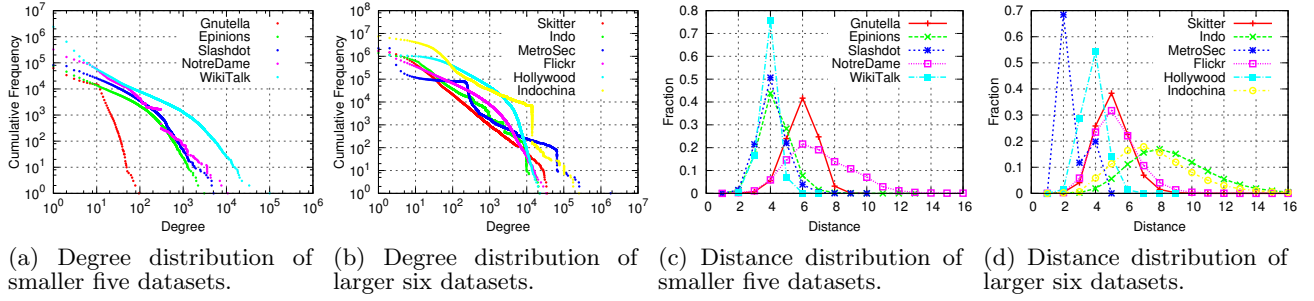 Cumulative Frequency
10^7
10^6
10^5
10^4
10^3
10^2
10^1
10^0
10^0 10^1 10^2 10^3 10^4 10^5 10^6
Degree
Gnutella
Epinions
Slashdot
NotreDame
WikiTalk
(a) Degree distribution of
smaller five datasets.
Cumulative Frequency
10^8
10^7
10^6
10^5
10^4
10^3
10^2
10^1
10^0
10^0 10^1 10^2 10^3 10^4 10^5 10^6 10^7
Degree
Skitter
Indo
MetroSec
Flickr
Hollywood
Indochina
(b) Degree distribution of
larger six datasets.
Fraction
0.8
0.7
0.6
0.5
0.4
0.3
0.2
0.1
0
0 2 4 6 8 10 12 14 16
Distance
Gnutella
Epinions
Slashdot
NotreDame
WikiTalk
(c) Distance distribution of
smaller five datasets.
Fraction
0.7
0.6
0.5
0.4
0.3
0.2
0.1
0
0 2 4 6 8 10 12 14 16
Distance
Skitter
Indo
MetroSec
Flickr
Hollywood
Indochina
(d) Distance distribution of
larger six datasets.